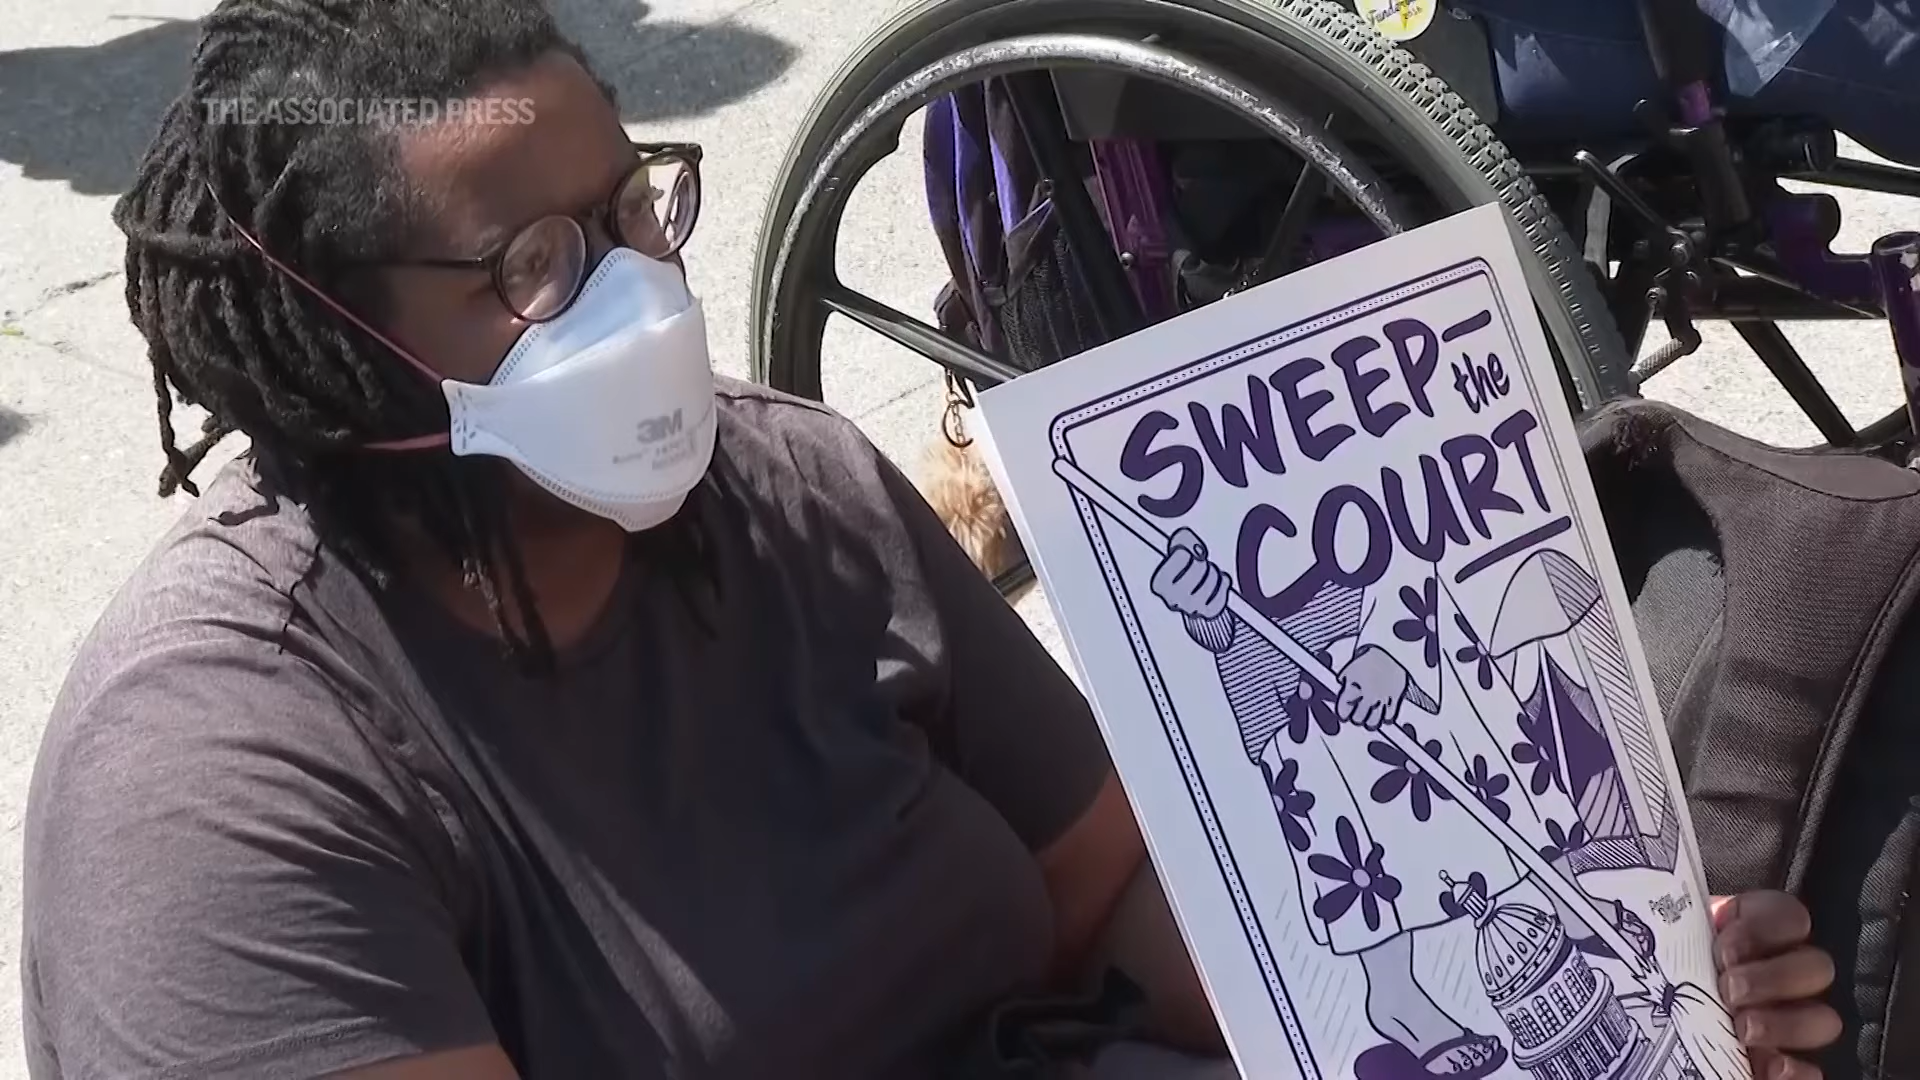 THE ASSOCIATED PRESS
3M
SWEEP-
the
COURT